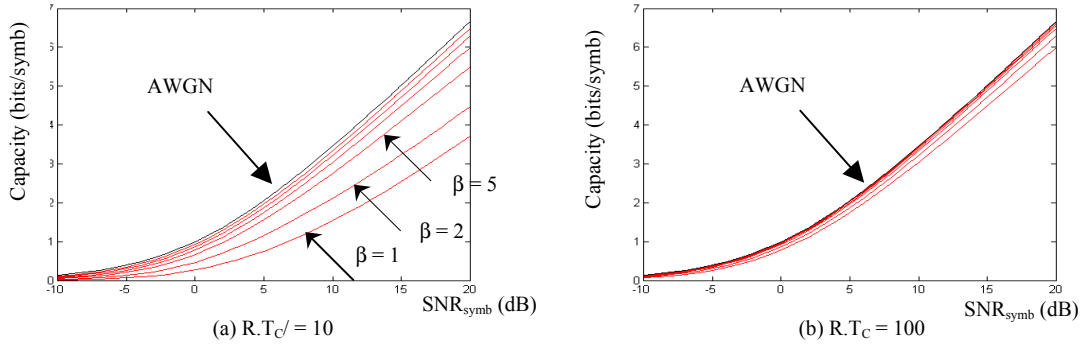 Capacity (bits/symb)
7
6
5
4
3
2
1
0
-10
-5
0
5
10
15
20
AWGN
β = 5
β = 2
β = 1
SNRsymb (dB)
(a) R.TC/ = 10
Capacity (bits/symb)
7
6
5
4
3
2
1
0
-10
-5
0
5
10
15
20
AWGN
SNRsymb (dB)
(b) R.TC = 100